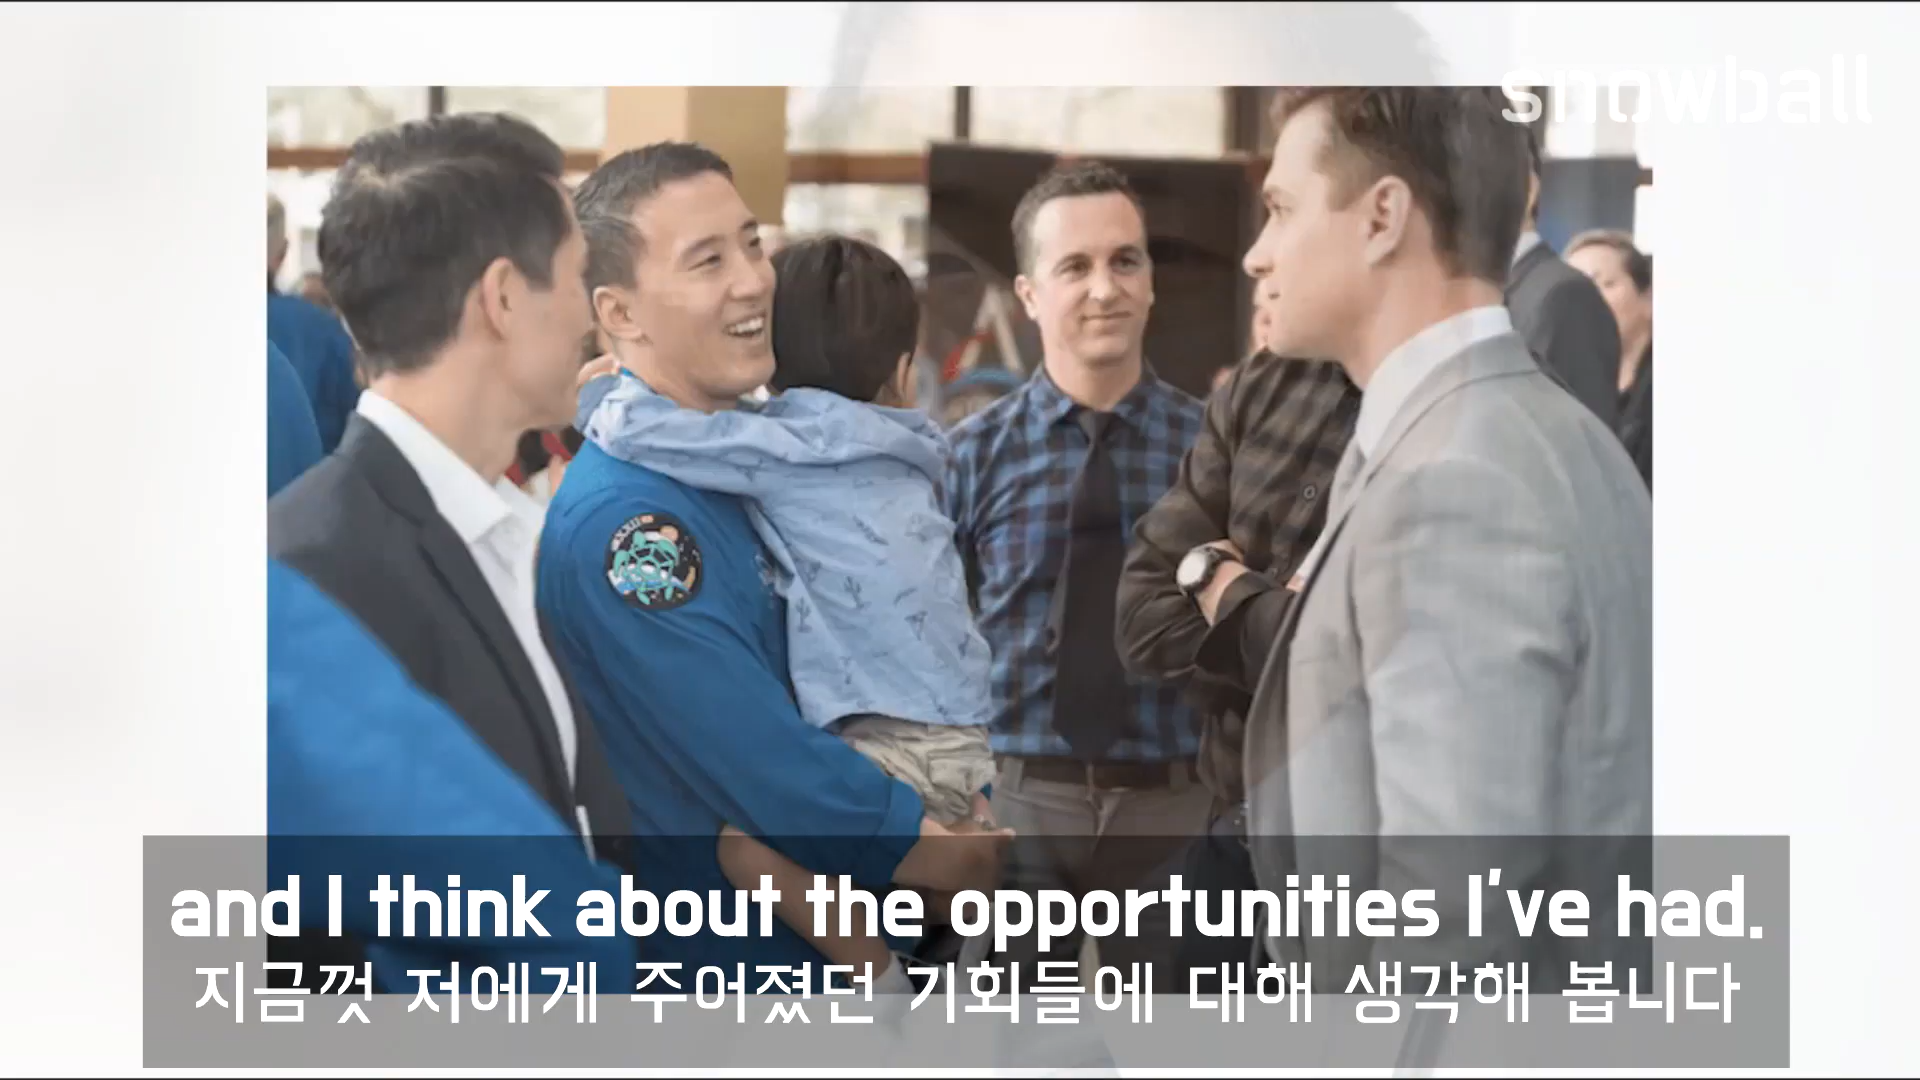 snowball
and I think about the opportunities I've had.
지금껏 저에게 주어졌던 기회들에 대해 생각해 봅니다